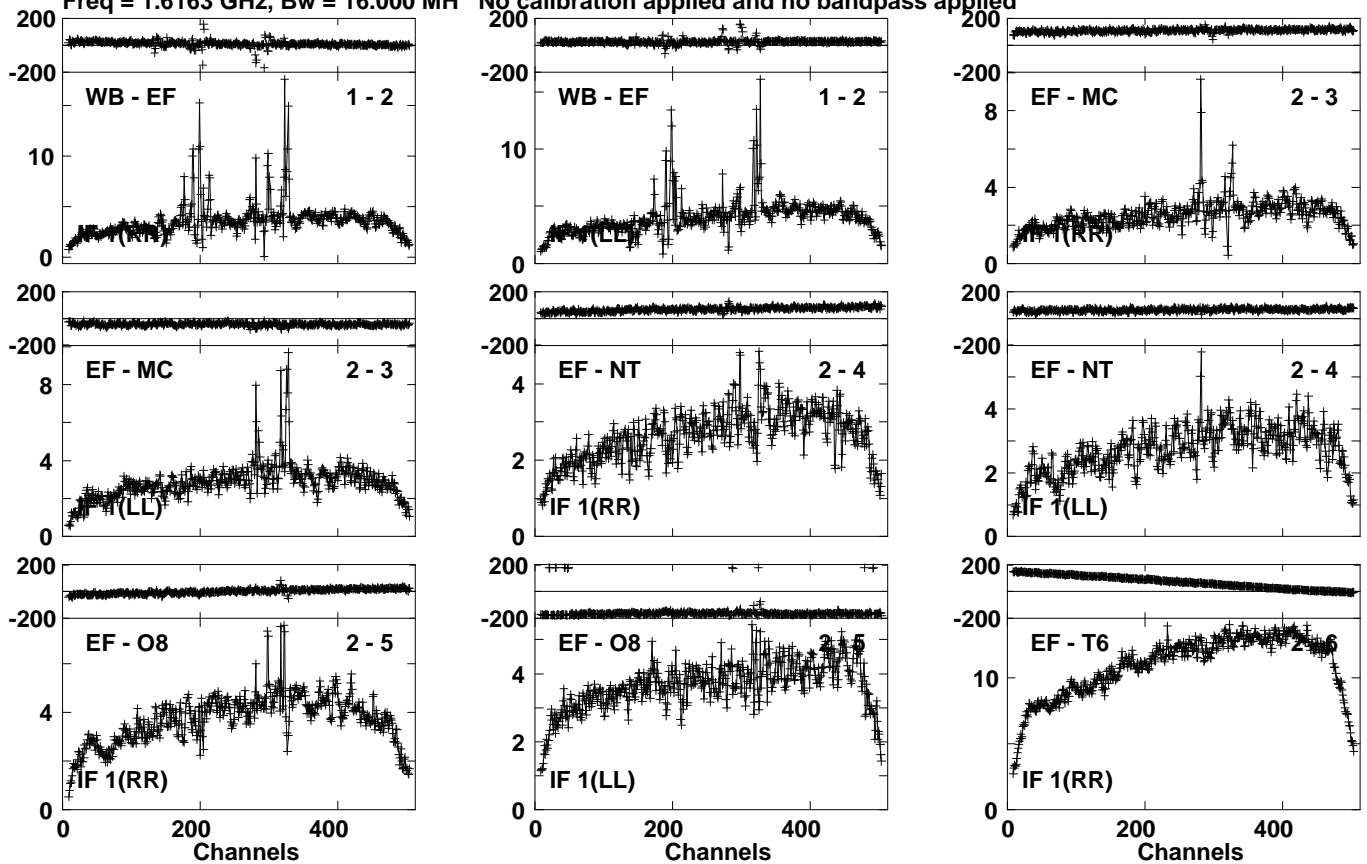 Freq = 1.6163 GHz, Bw = 16.000 MH No calibration applied and no bandpass applied
200 200 200
-200 -200 -200
WB - EF 1 - 2 WB - EF 1 - 2 EF - MC 2 - 3
10 10 8
4
0 IF 1(RR) 0 IF 1(LL) 0 IF 1(RR)
200 200 200
-200 -200 -200
EF - MC 2 - 3 EF - NT 2 - 4 EF - NT 2 - 4
8 4 4
4 2 2
0 IF 1(LL) IF 1(RR) 0 IF 1(LL)
0
200 200 200
-200 -200 -200
EF - O8 2 - 5 EF - O8 2 - 5 EF - T6 2 - 6
4 4 10
2
0 IF 1(RR) 0 IF 1(LL) 0 IF 1(RR)
0 200 400 0 200 400 0 200 400
Channels Channels Channels